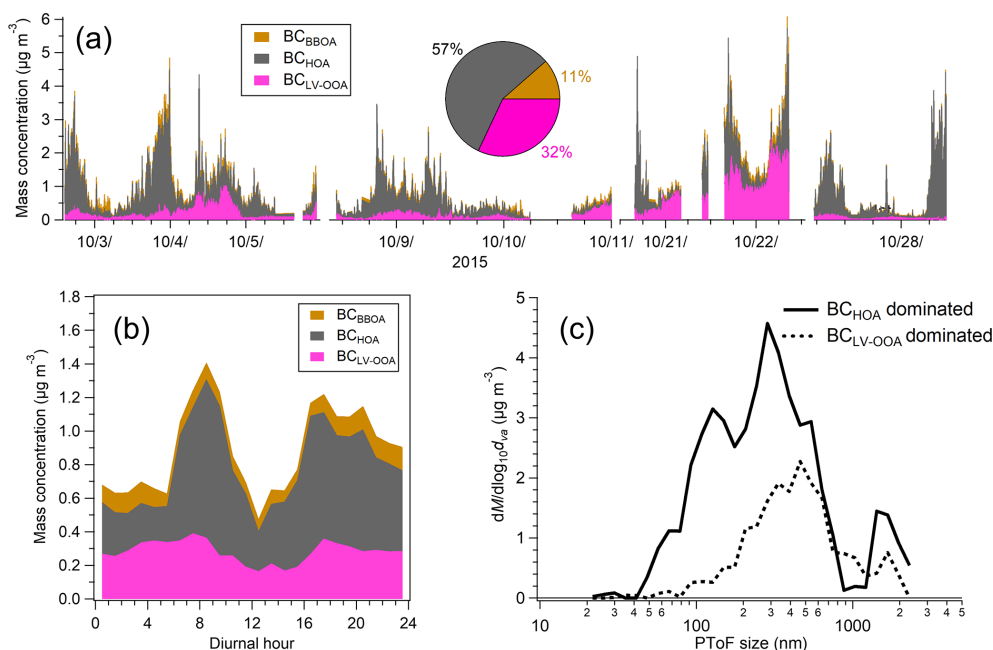 (a)
Mass concentration (µg m⁻³)
6
5
4
3
2
1
0
BC_BBOA
BC_HOA
BC_LV-OOA
57%
11%
32%
10/3/ 10/4/ 10/5/ 10/9/ 10/10/ 10/11/ 10/21/ 10/22/ 10/28/
2015
(b)
Mass concentration (µg m⁻³)
1.8
1.6
1.4
1.2
1.0
0.8
0.6
0.4
0.2
0.0
BC_BBOA
BC_HOA
BC_LV-OOA
0 4 8 12 16 20 24
Diurnal hour
(c)
dM/dlog₁₀d_va (µg m⁻³)
5
4
3
2
1
0
BC_HOA dominated
BC_LV-OOA dominated
10 2 3 4 5 6 100 2 3 4 5 6 1000 2 3 4 5
PToF size (nm)